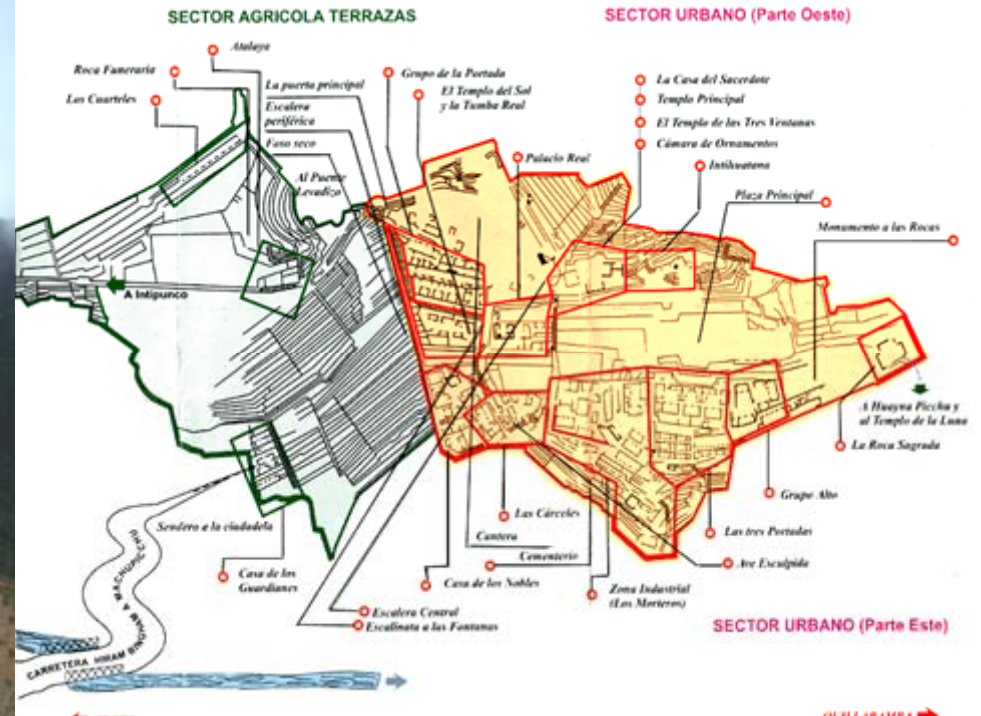 SECTOR AGRICOLA TERRAZAS
SECTOR URBANO (Parte Oeste)
Atalaya
Roca Funeraria
Los Cuarteles
La puerta principal
Escalera
periférica
Foso seco
Al Puente
Levadizo
Grupo de la Portada
El Templo del Sol
y la Tumba Real
Palacio Real
La Casa del Sacerdote
Templo Principal
El Templo de las Tres Ventanas
Cámara de Ornamentos
Intihuatana
Plaza Principal
Monumento a las Rocas
A Intipunco
A Huayna Picchu y
al Templo de la Luna
La Roca Sagrada
Grupo Alto
Las tres Portadas
Ave Esculpida
Las Cárceles
Cantera
Cementerio
Zona Industrial
(Los Morteros)
Casa de los Nobles
Sendero a la ciudadela
Casa de los
Guardianes
Escalera Central
Escalinata a las Fontanas
SECTOR URBANO (Parte Este)
CARRETERA HIRAM BINGHAM A MACHUPICCHU
QUILLABAMBA